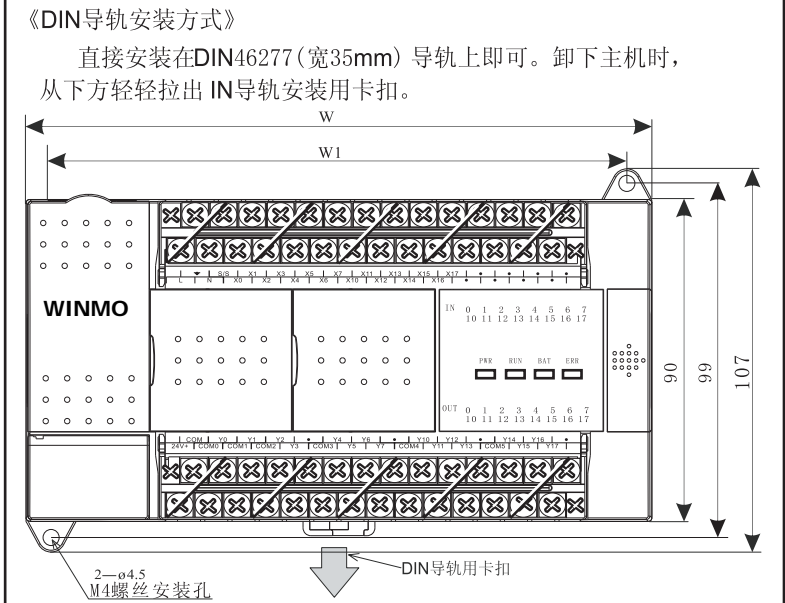 《DIN导轨安装方式》
直接安装在DIN46277(宽35mm) 导轨上即可。卸下主机时,
从下方轻轻拉出 IN导轨安装用卡扣。
W
W1
S/S X1 X3 X5 X7 X11 X13 X15 X17
L N X0 X2 X4 X6 X10 X12 X14 X16
WINMO
IN 0 1 2 3 4 5 6 7
10 11 12 13 14 15 16 17
PWR RUN BAT ERR
OUT 0 1 2 3 4 5 6 7
10 11 12 13 14 15 16 17
90
99
107
COM Y0 Y1 Y2 • Y4 Y6 • Y10 Y12 • Y14 Y16 •
24V+ COM0 COM1 COM2 Y3 COM3 Y5 Y7 COM4 Y11 Y13 COM5 Y15 Y17
DIN导轨用卡扣
2—ø4.5
M4螺丝安装孔